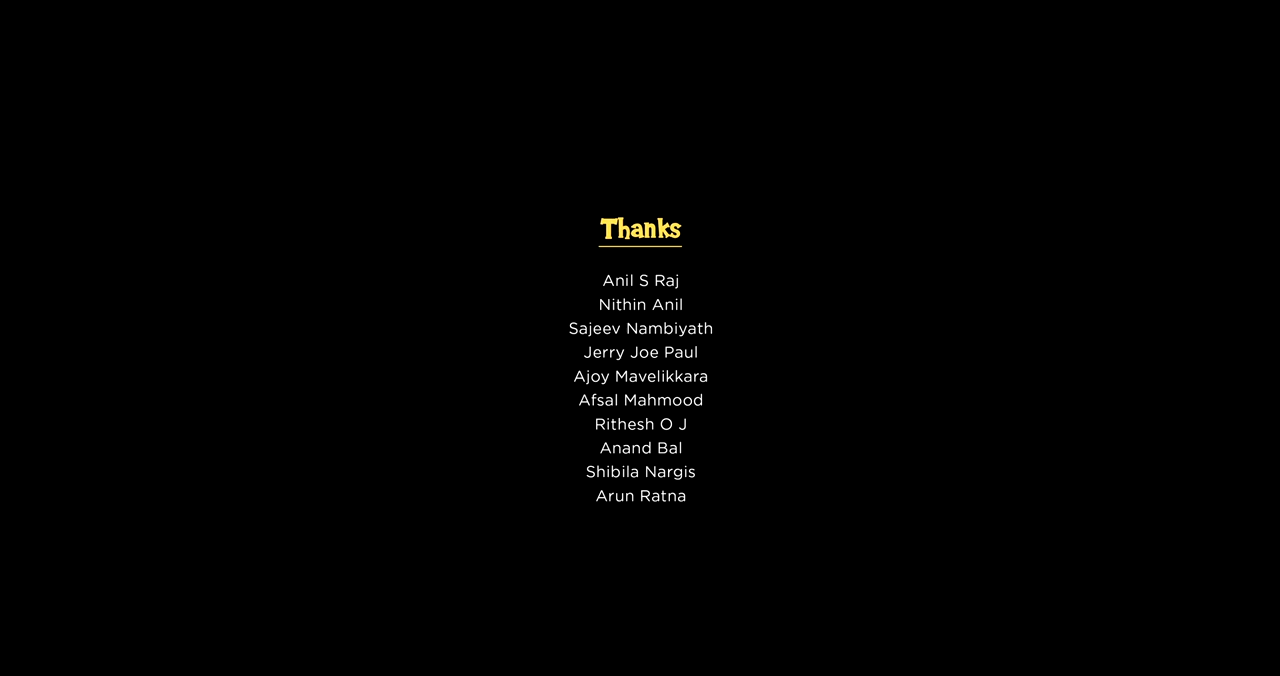 Thanks
Anil S Raj
Nithin Anil
Sajeev Nambiyath
Jerry Joe Paul
Ajoy Mavelikkara
Afsal Mahmood
Rithesh O J
Anand Bal
Shibila Nargis
Arun Ratna